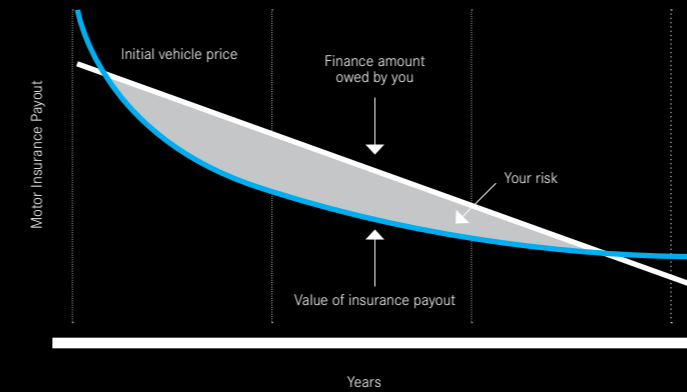 Initial vehicle price
Finance amount
owed by you
Motor Insurance Payout
Your risk
Value of insurance payout
Years